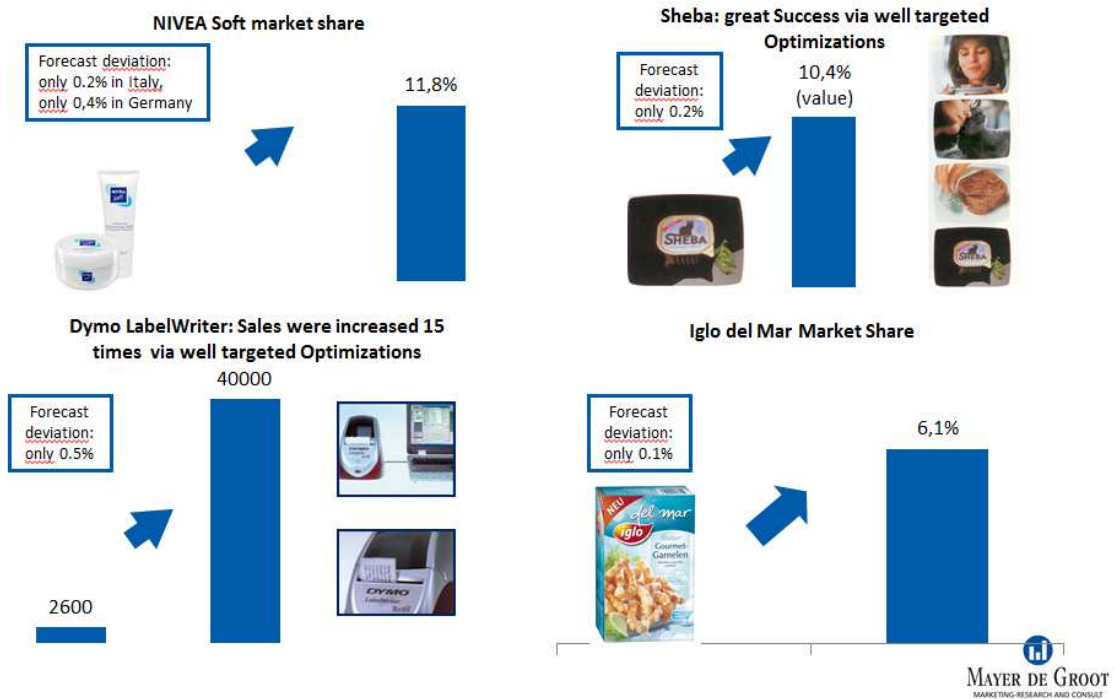 NIVEA Soft market share
Forecast deviation:
only 0.2% in Italy,
only 0,4% in Germany
11,8%
NIVEA
Soft
Sheba: great Success via well targeted
Optimizations
Forecast
deviation:
only 0.2%
10,4%
(value)
SHEBA
SHEBA
Dymo LabelWriter: Sales were increased 15
times via well targeted Optimizations
40000
Forecast
deviation:
only 0.5%
2600
DYMO
LabelWriter
Iglo del Mar Market Share
Forecast
deviation:
only 0.1%
6,1%
NEU
del mar
iglo
Gourmet-
Garnelen
MAYER DE GROOT
MARKETING-RESEARCH AND CONSULT